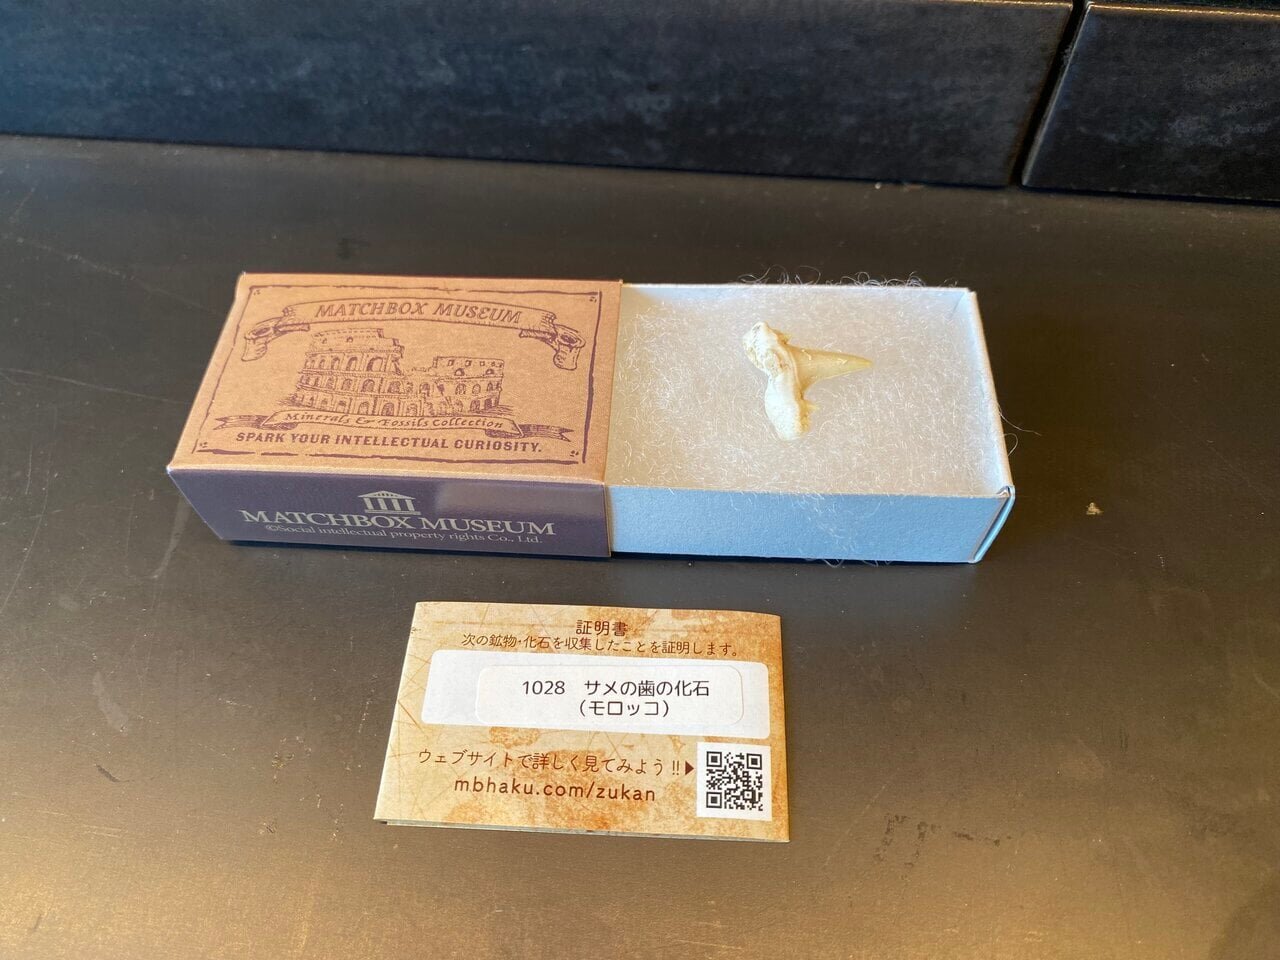 MATCHBOX MUSEUM
Minerals & Fossils Collection
SPARK YOUR INTELLECTUAL CURIOSITY.
MATCHBOX MUSEUM
©Social intellectual property rights Co., Ltd.
証明書
次の鉱物・化石を収集したことを証明します。
1028 サメの歯の化石
(モロッコ)
ウェブサイトで詳しく見てみよう!!▶
mbhaku.com/zukan